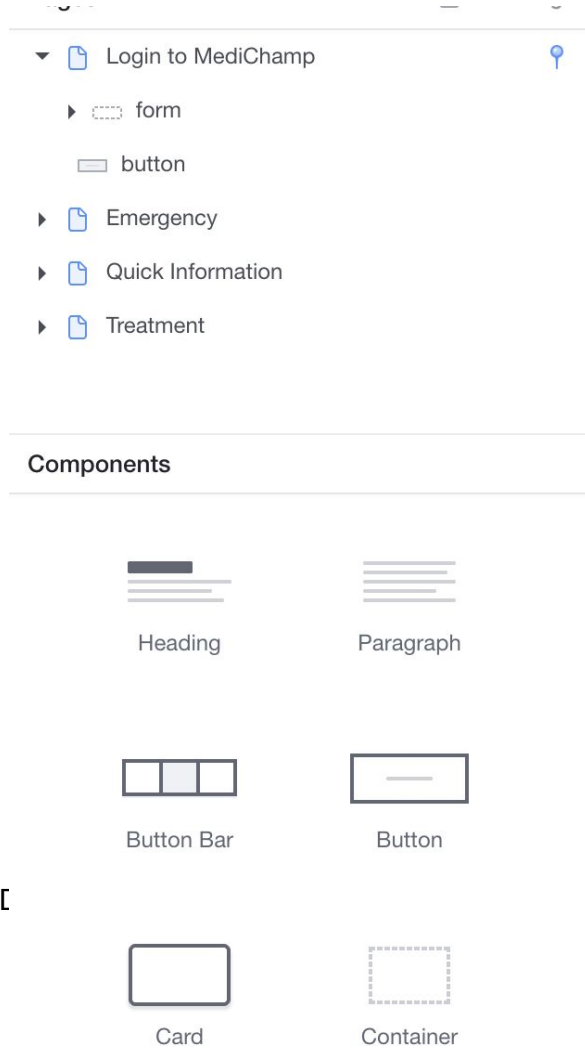 Login to MediChamp
form
button
Emergency
Quick Information
Treatment
Components
Heading Paragraph
Button Bar Button
Card Container